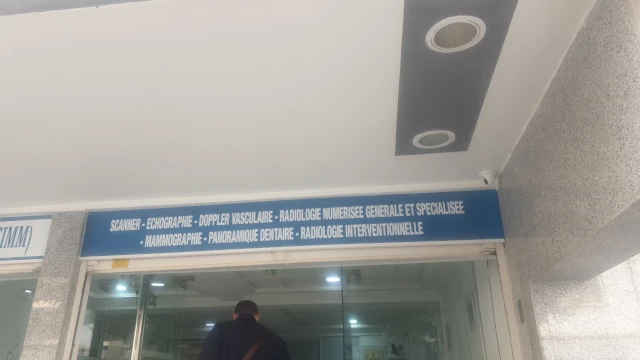 SCANNER - ECHOGRAPHIE - DOPPLER VASCULAIRE - RADIOLOGIE NUMERISEE GENERALE ET SPECIALISEE
- MAMMOGRAPHIE - PANORAMIQUE DENTAIRE - RADIOLOGIE INTERVENTIONNELLE